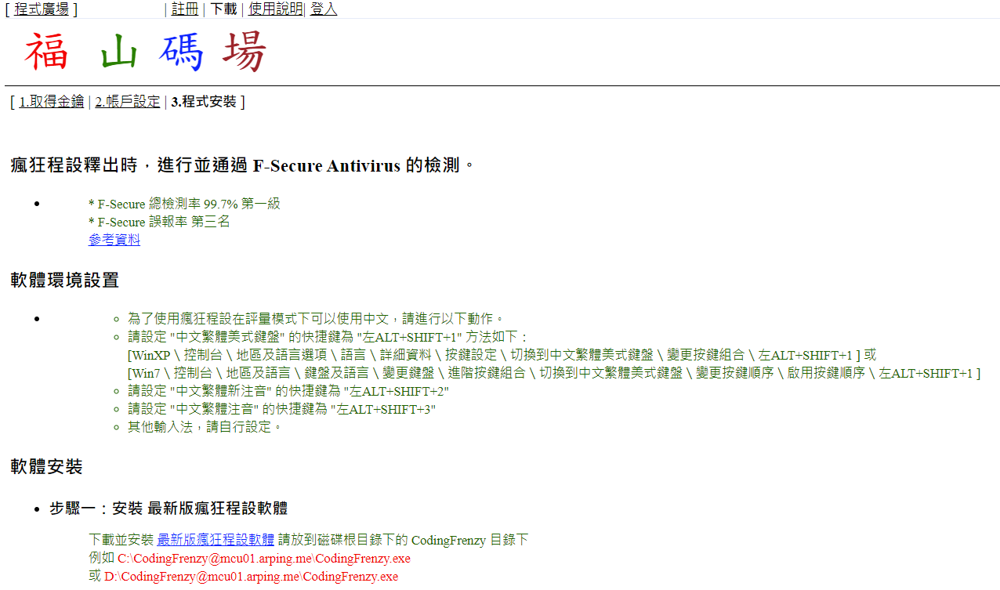 [ 程式廣場 ] | 註冊 | 下載 | 使用說明| 登入
福 山 碼 場
[ 1.取得金鑰 | 2.帳戶設定 | 3.程式安裝 ]
瘋狂程設釋出時，進行並通過 F-Secure Antivirus 的檢測。
* F-Secure 總檢測率 99.7% 第一級
* F-Secure 誤報率 第三名
參考資料
軟體環境設置
為了使用瘋狂程設在評量模式下可以使用中文，請進行以下動作。
請設定 "中文繁體美式鍵盤" 的快捷鍵為 "左ALT+SHIFT+1" 方法如下：
[WinXP \ 控制台 \ 地區及語言選項 \ 語言 \ 詳細資料 \ 按鍵設定 \ 切換到中文繁體美式鍵盤 \ 變更按鍵組合 \ 左ALT+SHIFT+1 ] 或
[Win7 \ 控制台 \ 地區及語言 \ 鍵盤及語言 \ 變更鍵盤 \ 進階按鍵組合 \ 切換到中文繁體美式鍵盤 \ 變更按鍵順序 \ 啟用按鍵順序 \ 左ALT+SHIFT+1 ]
請設定 "中文繁體新注音" 的快捷鍵為 "左ALT+SHIFT+2"
請設定 "中文繁體注音" 的快捷鍵為 "左ALT+SHIFT+3"
其他輸入法，請自行設定。
軟體安裝
步驟一：安裝 最新版瘋狂程設軟體
下載並安裝 最新版瘋狂程設軟體 請放到磁碟根目錄下的 CodingFrenzy 目錄下
例如 C:\CodingFrenzy@mcu01.arping.me\CodingFrenzy.exe
或 D:\CodingFrenzy@mcu01.arping.me\CodingFrenzy.exe